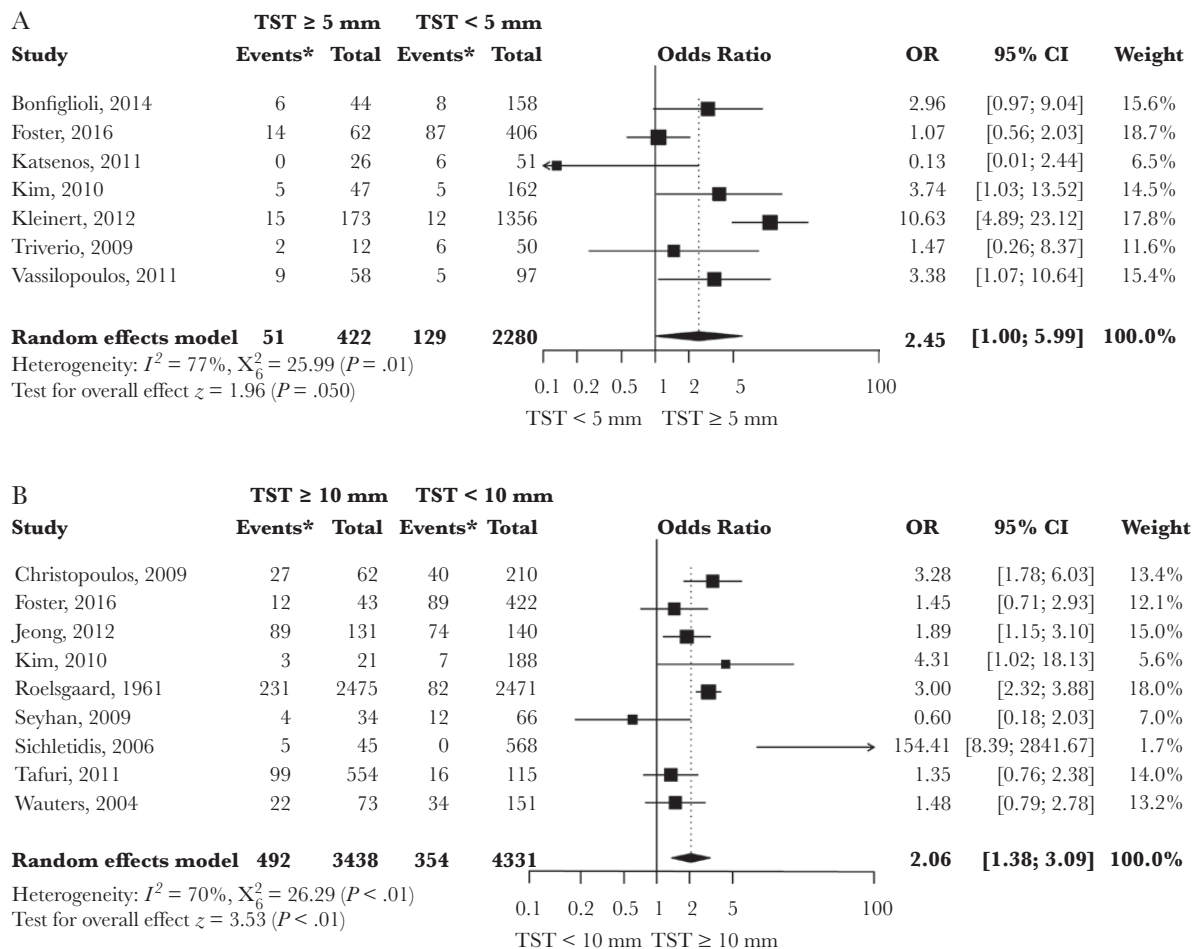 A
TST ≥ 5 mm TST < 5 mm
Study Events* Total Events* Total Odds Ratio OR 95% CI Weight
Bonfiglioli, 2014 6 44 8 158 2.96 [0.97; 9.04] 15.6%
Foster, 2016 14 62 87 406 1.07 [0.56; 2.03] 18.7%
Katsenos, 2011 0 26 6 51 0.13 [0.01; 2.44] 6.5%
Kim, 2010 5 47 5 162 3.74 [1.03; 13.52] 14.5%
Kleinert, 2012 15 173 12 1356 10.63 [4.89; 23.12] 17.8%
Triverio, 2009 2 12 6 50 1.47 [0.26; 8.37] 11.6%
Vassilopoulos, 2011 9 58 5 97 3.38 [1.07; 10.64] 15.4%
Random effects model 51 422 129 2280 2.45 [1.00; 5.99] 100.0%
Heterogeneity: I² = 77%, X²₆ = 25.99 (P = .01)
Test for overall effect z = 1.96 (P = .050)
0.1 0.2 0.5 1 2 5 100
TST < 5 mm TST ≥ 5 mm
B
TST ≥ 10 mm TST < 10 mm
Study Events* Total Events* Total Odds Ratio OR 95% CI Weight
Christopoulos, 2009 27 62 40 210 3.28 [1.78; 6.03] 13.4%
Foster, 2016 12 43 89 422 1.45 [0.71; 2.93] 12.1%
Jeong, 2012 89 131 74 140 1.89 [1.15; 3.10] 15.0%
Kim, 2010 3 21 7 188 4.31 [1.02; 18.13] 5.6%
Roelsgaard, 1961 231 2475 82 2471 3.00 [2.32; 3.88] 18.0%
Seyhan, 2009 4 34 12 66 0.60 [0.18; 2.03] 7.0%
Sichletidis, 2006 5 45 0 568 154.41 [8.39; 2841.67] 1.7%
Tafuri, 2011 99 554 16 115 1.35 [0.76; 2.38] 14.0%
Wauters, 2004 22 73 34 151 1.48 [0.79; 2.78] 13.2%
Random effects model 492 3438 354 4331 2.06 [1.38; 3.09] 100.0%
Heterogeneity: I² = 70%, X²₆ = 26.29 (P < .01)
Test for overall effect z = 3.53 (P < .01)
0.1 0.2 0.5 1 2 5 100
TST < 10 mm TST ≥ 10 mm